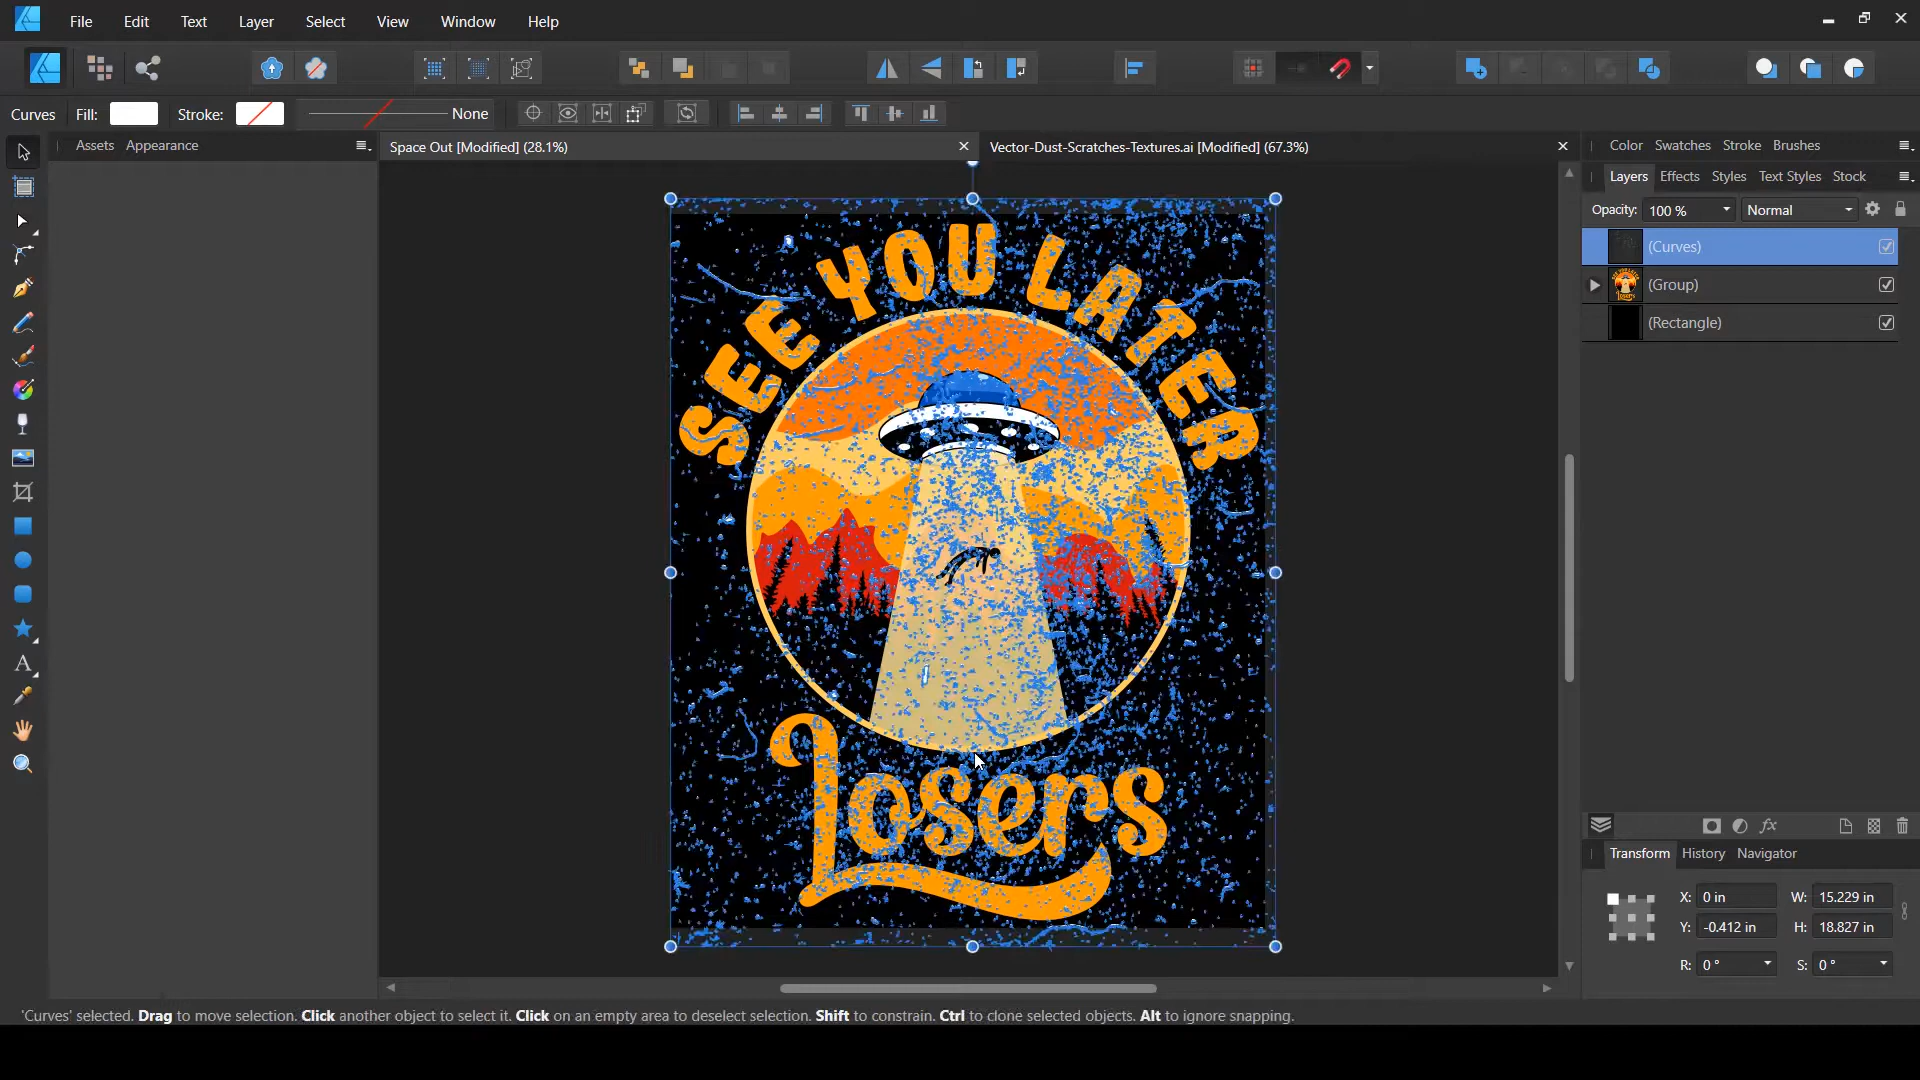 File Edit Text Layer Select View Window Help
Curves Fill: Stroke: None
Assets Appearance
Space Out [Modified] (28.1%)
Vector-Dust-Scratches-Textures.ai [Modified] (67.3%)
Color Swatches Stroke Brushes
Layers Effects Styles Text Styles Stock
Opacity: 100 % Normal
(Curves)
(Group)
(Rectangle)
SEE YOU LATER
Losers
Transform History Navigator
X: 0 in W: 15.229 in
Y: -0.412 in H: 18.827 in
R: 0 ° S: 0 °
'Curves' selected. Drag to move selection. Click another object to select it. Click on an empty area to deselect selection. Shift to constrain. Ctrl to clone selected objects. Alt to ignore snapping.